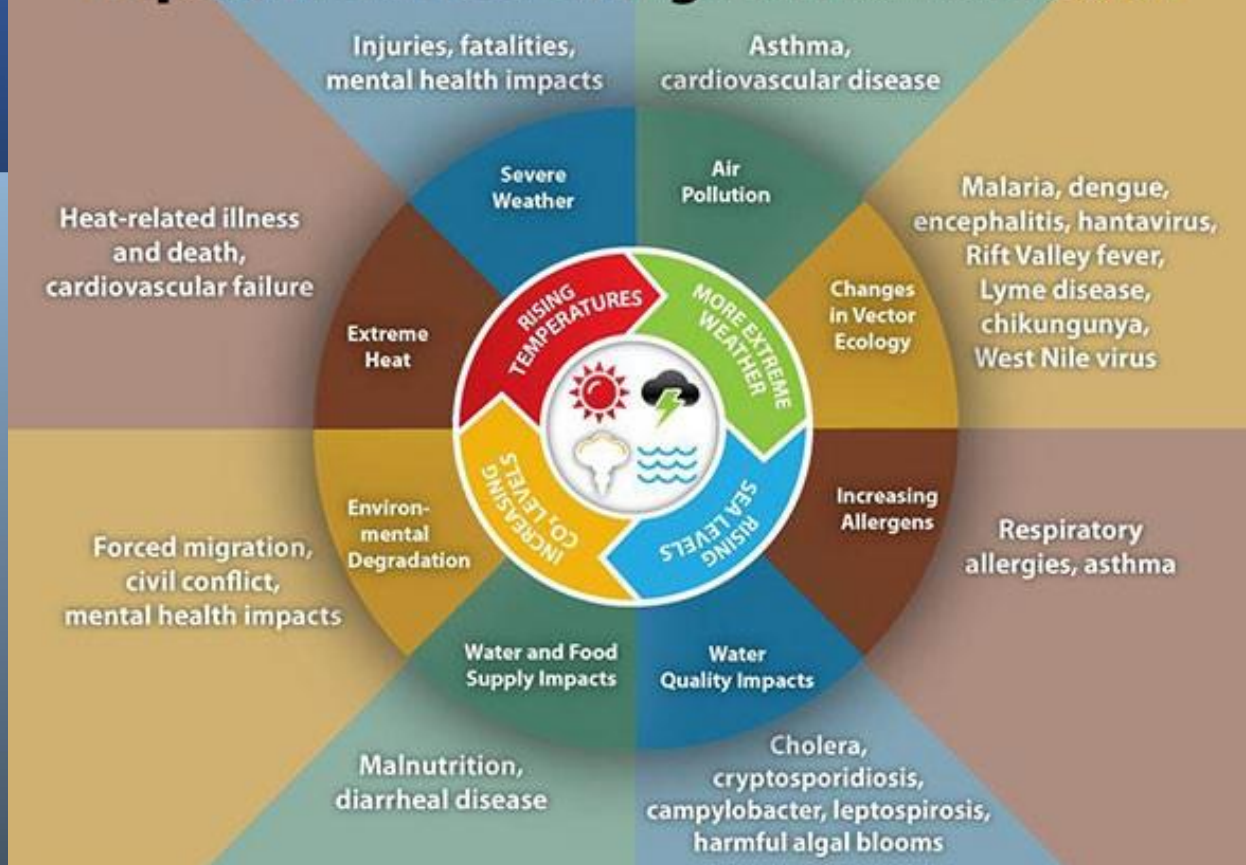 Injuries, fatalities,
mental health impacts
Asthma,
cardiovascular disease
Severe
Weather
Air
Pollution
Heat-related illness
and death,
cardiovascular failure
Extreme
Heat
Changes
in Vector
Ecology
Malaria, dengue,
encephalitis, hantavirus,
Rift Valley fever,
Lyme disease,
chikungunya,
West Nile virus
RISING
TEMPERATURES
MORE EXTREME
WEATHER
INCREASING
CO₂ LEVELS
RISING
SEA LEVELS
Environ-
mental
Degradation
Forced migration,
civil conflict,
mental health impacts
Increasing
Allergens
Respiratory
allergies, asthma
Water and Food
Supply Impacts
Water
Quality Impacts
Malnutrition,
diarrheal disease
Cholera,
cryptosporidiosis,
campylobacter, leptospirosis,
harmful algal blooms